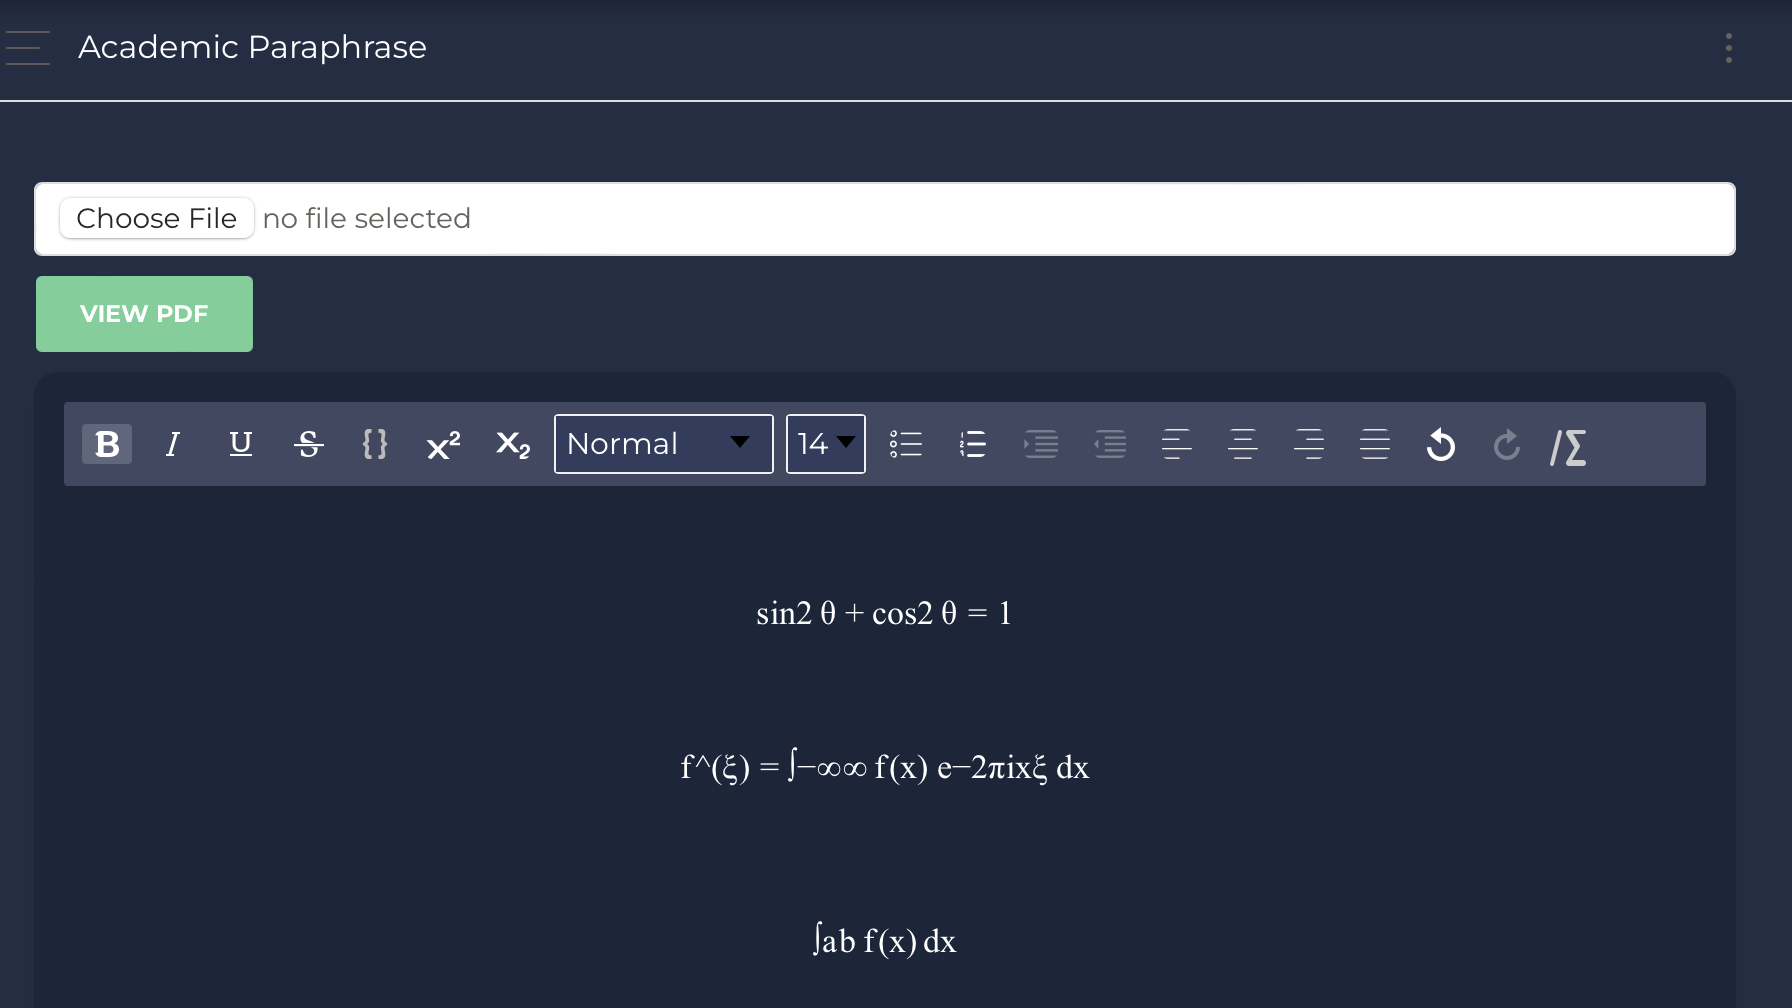 Academic Paraphrase
Choose File no file selected
VIEW PDF
B I U S {} x² x₂ Normal 14 /Σ
sin2 θ + cos2 θ = 1
f^(ξ) = ∫−∞∞ f(x) e−2πixξ dx
∫ab f(x) dx